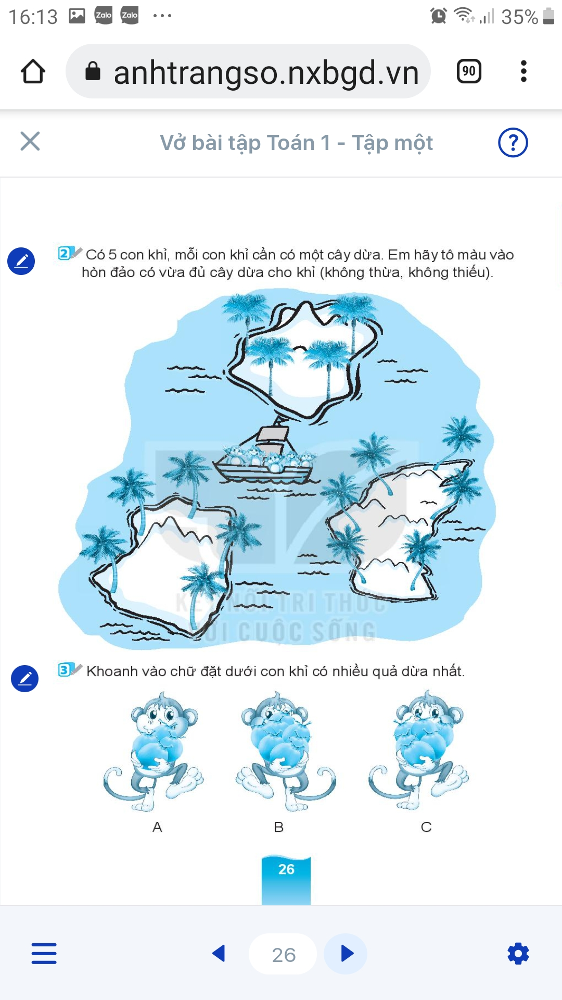 16:13 Zalo Zalo 35%
anhtrangso.nxbgd.vn 90
Vở bài tập Toán 1 - Tập một ?
2 Có 5 con khỉ, mỗi con khỉ cần có một cây dừa. Em hãy tô màu vào
hòn đảo có vừa đủ cây dừa cho khỉ (không thừa, không thiếu).
KẾT NỐI TRI THỨC
VỚI CUỘC SỐNG
3 Khoanh vào chữ đặt dưới con khỉ có nhiều quả dừa nhất.
A B C
26
26